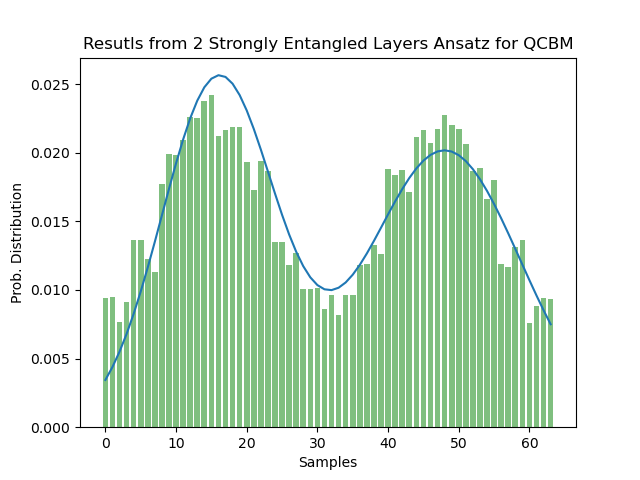 Resutls from 2 Strongly Entangled Layers Ansatz for QCBM
0.025
0.020
0.015
0.010
0.005
0.000
Prob. Distribution
0 10 20 30 40 50 60
Samples